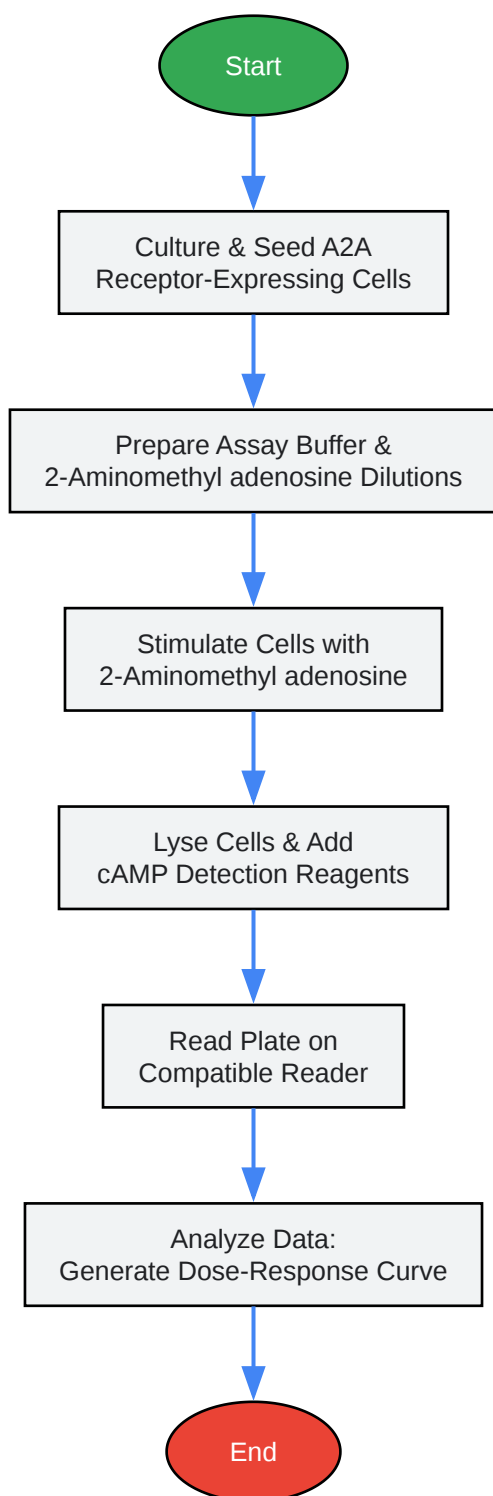 Start
Culture & Seed A2A
Receptor-Expressing Cells
Prepare Assay Buffer &
2-Aminomethyl adenosine Dilutions
Stimulate Cells with
2-Aminomethyl adenosine
Lyse Cells & Add
cAMP Detection Reagents
Read Plate on
Compatible Reader
Analyze Data:
Generate Dose-Response Curve
End